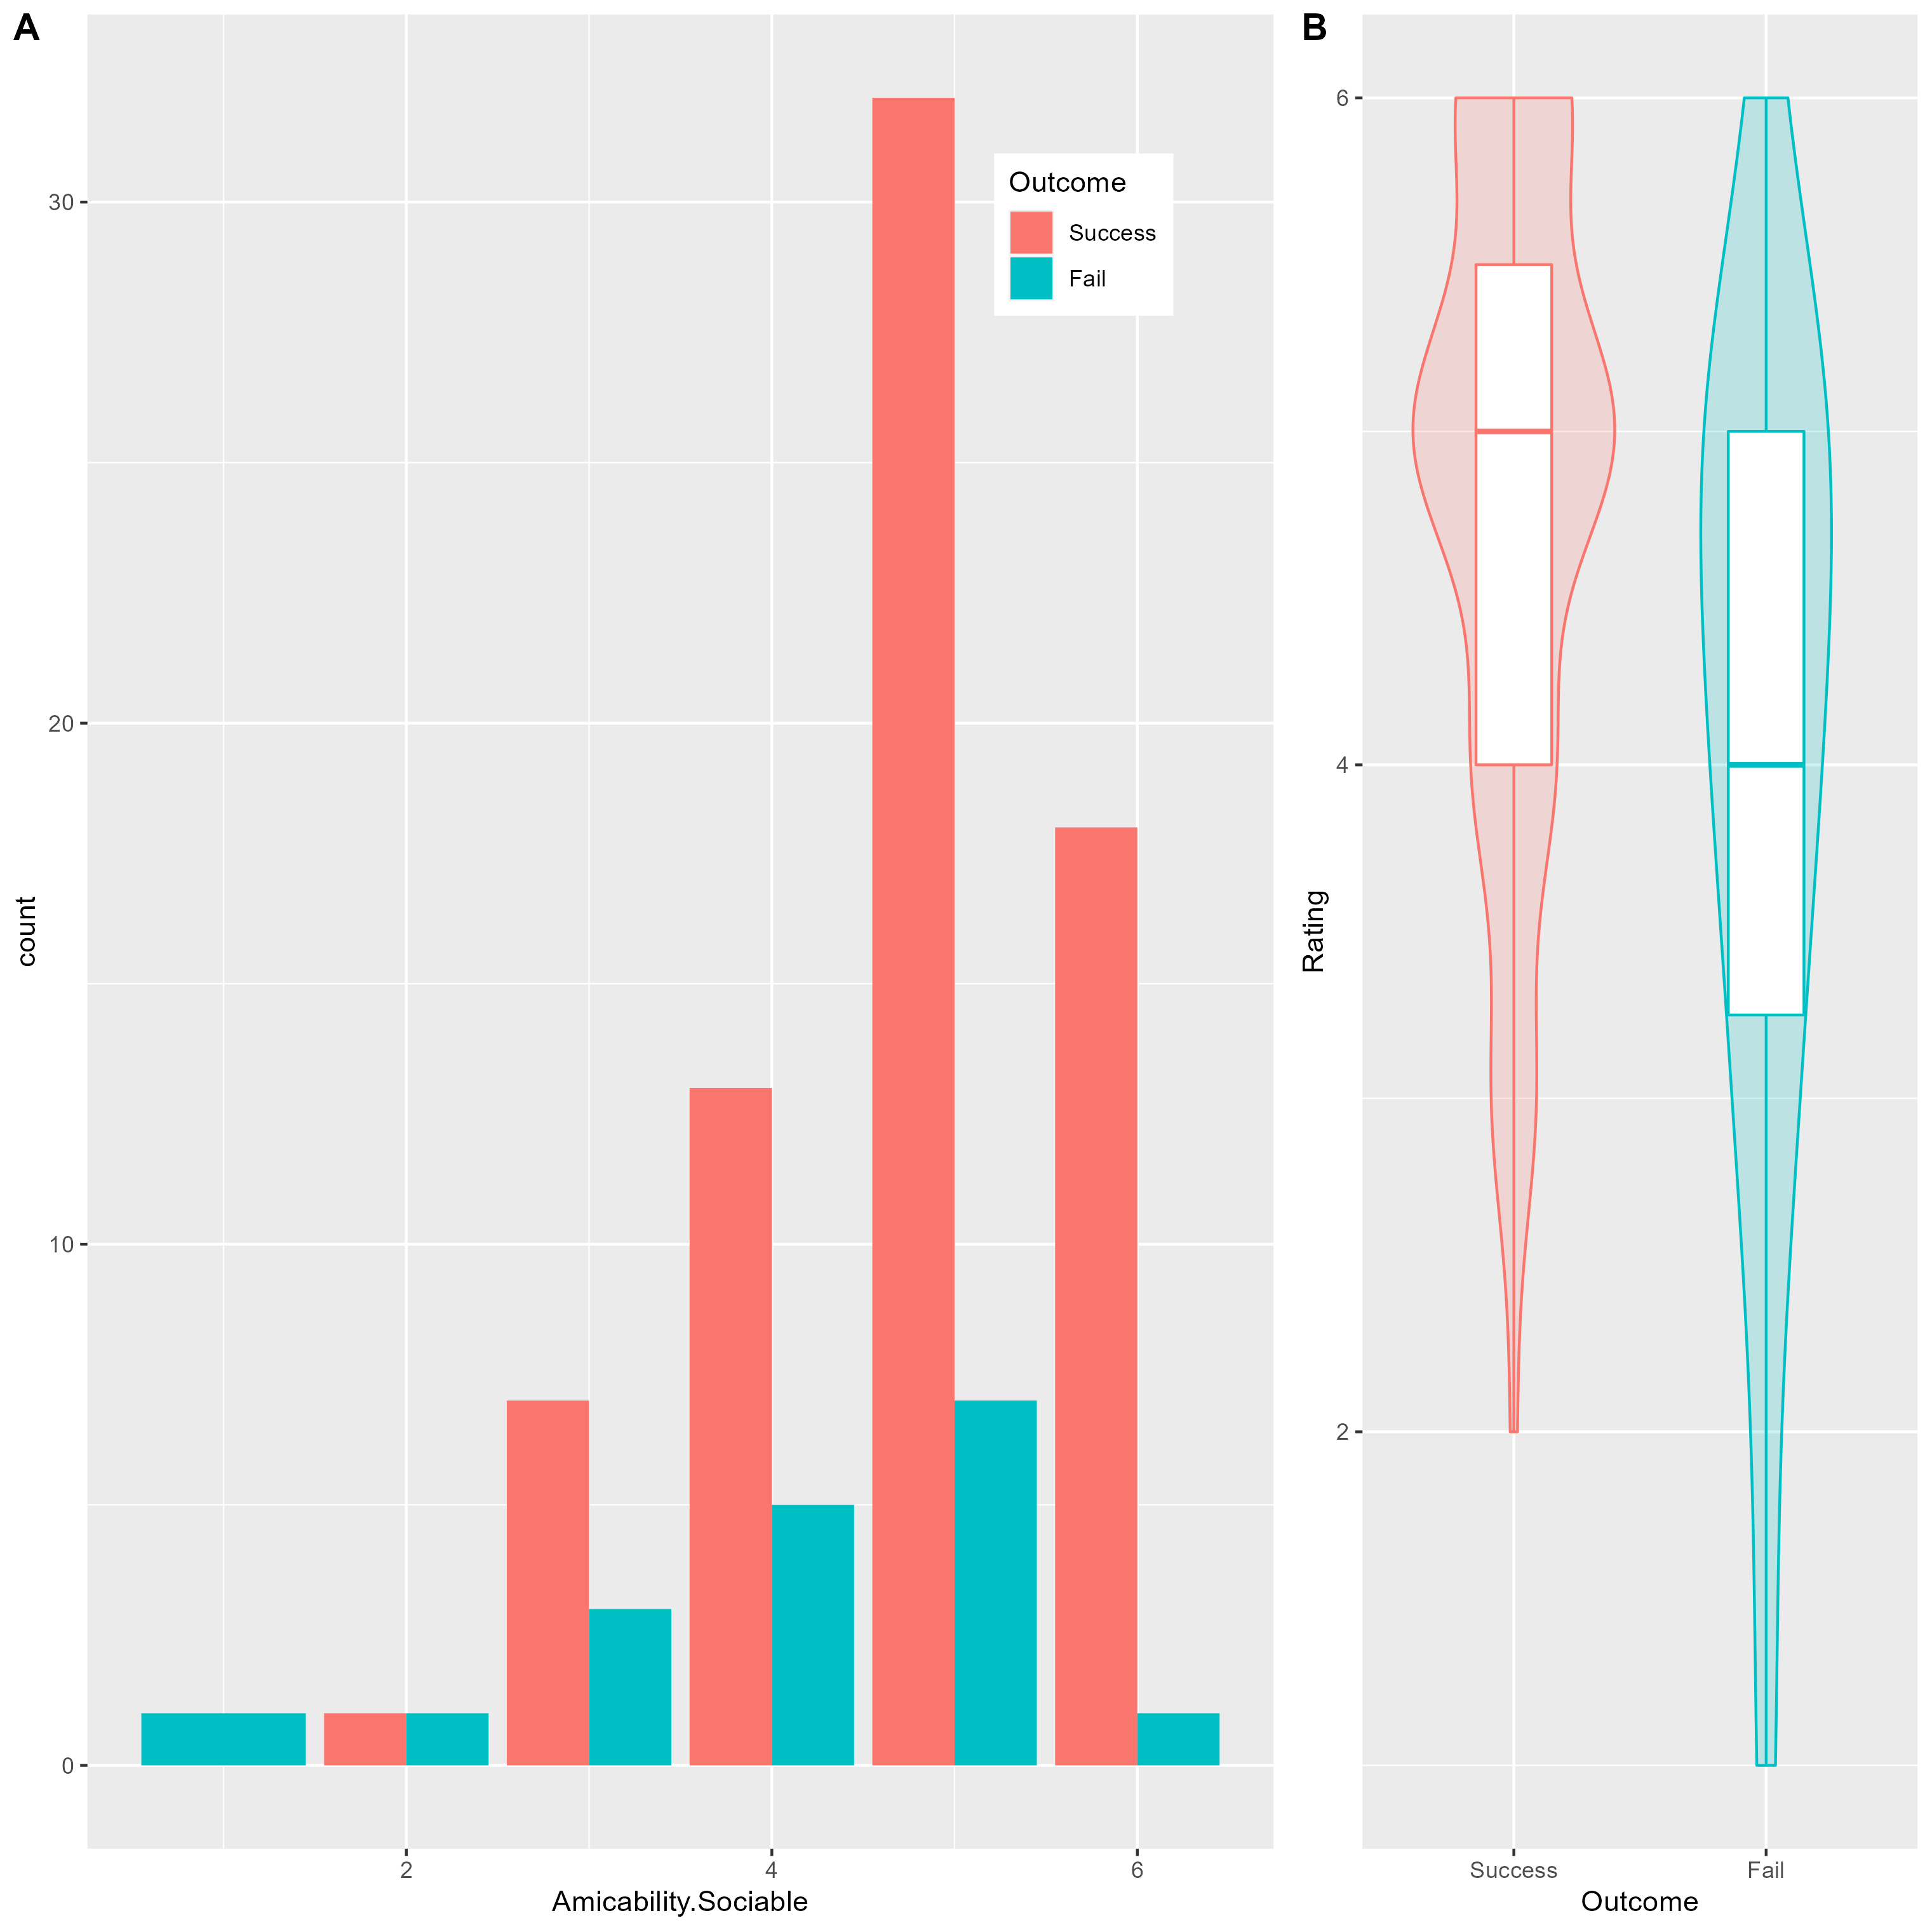 A
30
20
10
0
count
2
4
6
Amicability.Sociable
Outcome
Success
Fail
B
6
4
2
Rating
Success
Fail
Outcome